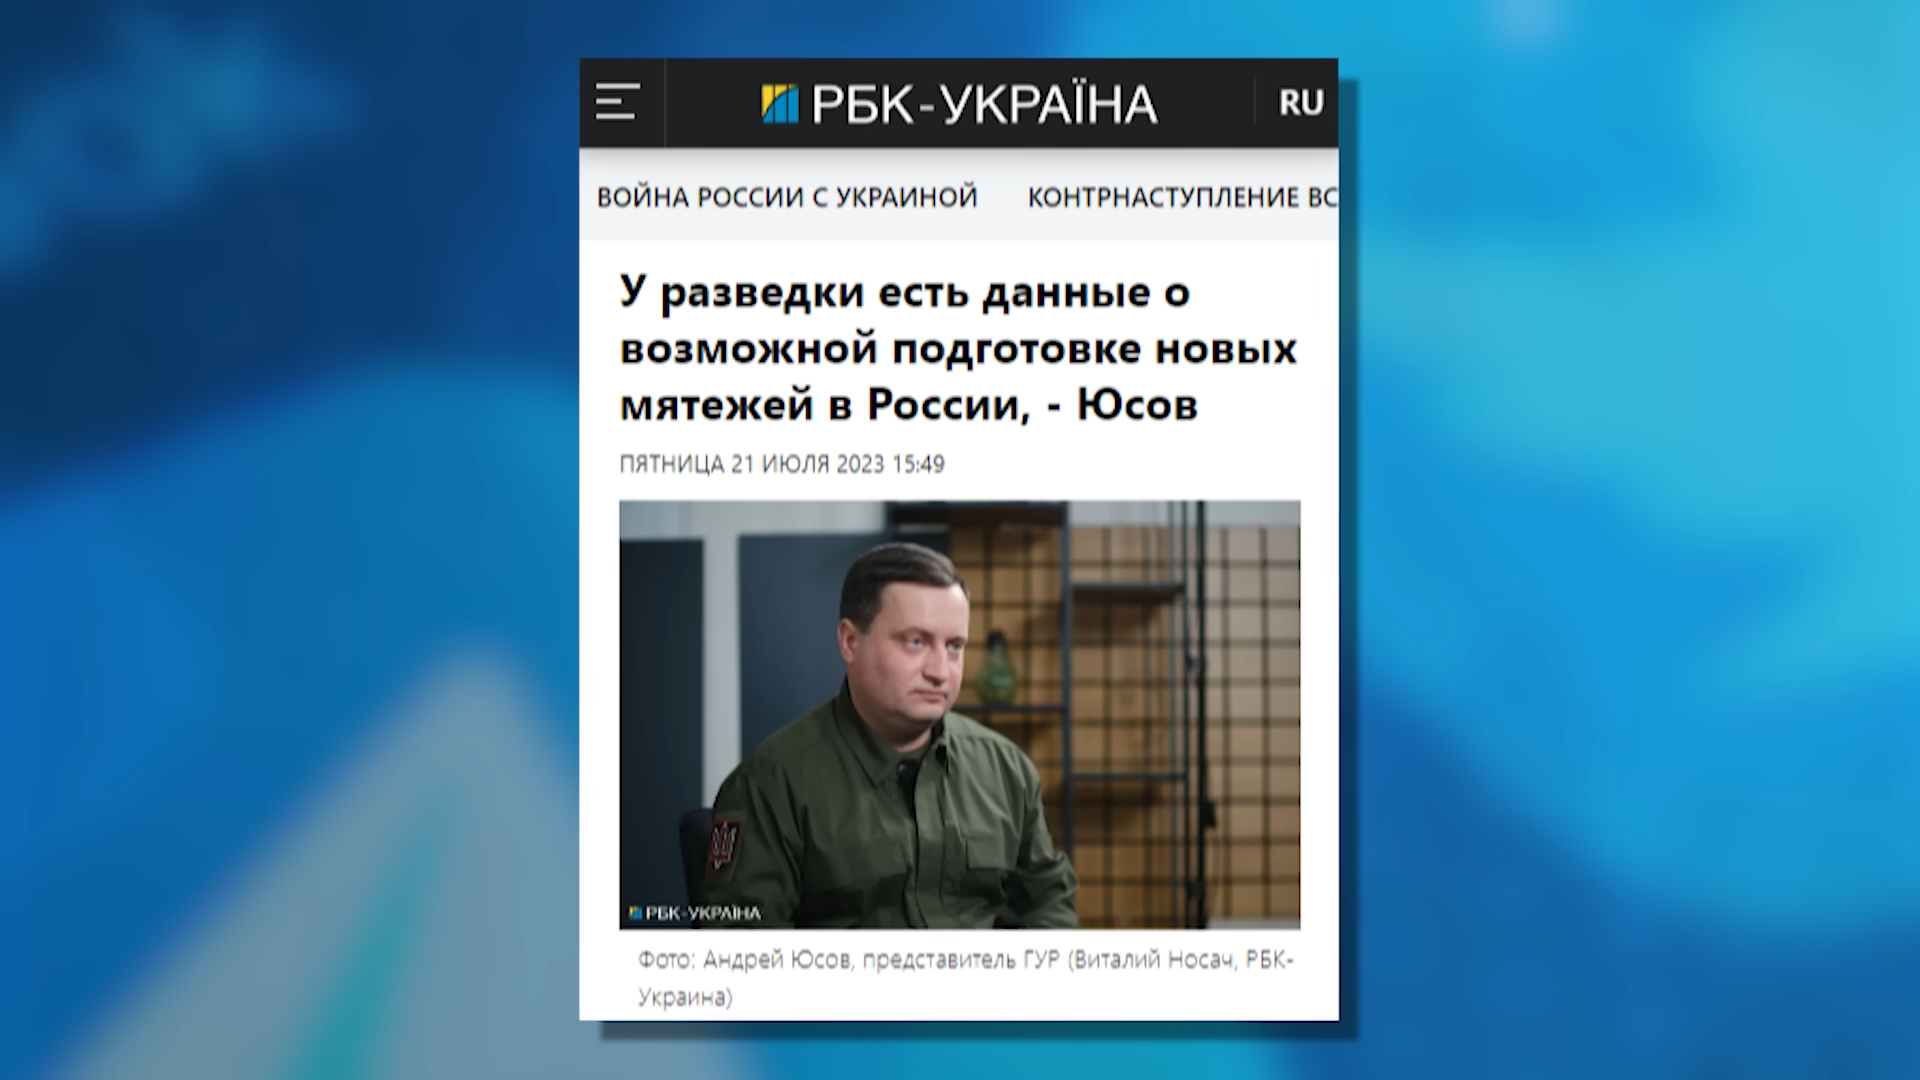 РБК-УКРАЇНА
RU
ВОЙНА РОССИИ С УКРАИНОЙ КОНТРНАСТУПЛЕНИЕ ВС
У разведки есть данные о
возможной подготовке новых
мятежей в России, - Юсов
ПЯТНИЦА 21 ИЮЛЯ 2023 15:49
РБК-УКРАЇНА
Фото: Андрей Юсов, представитель ГУР (Виталий Носач, РБК-
Украина)